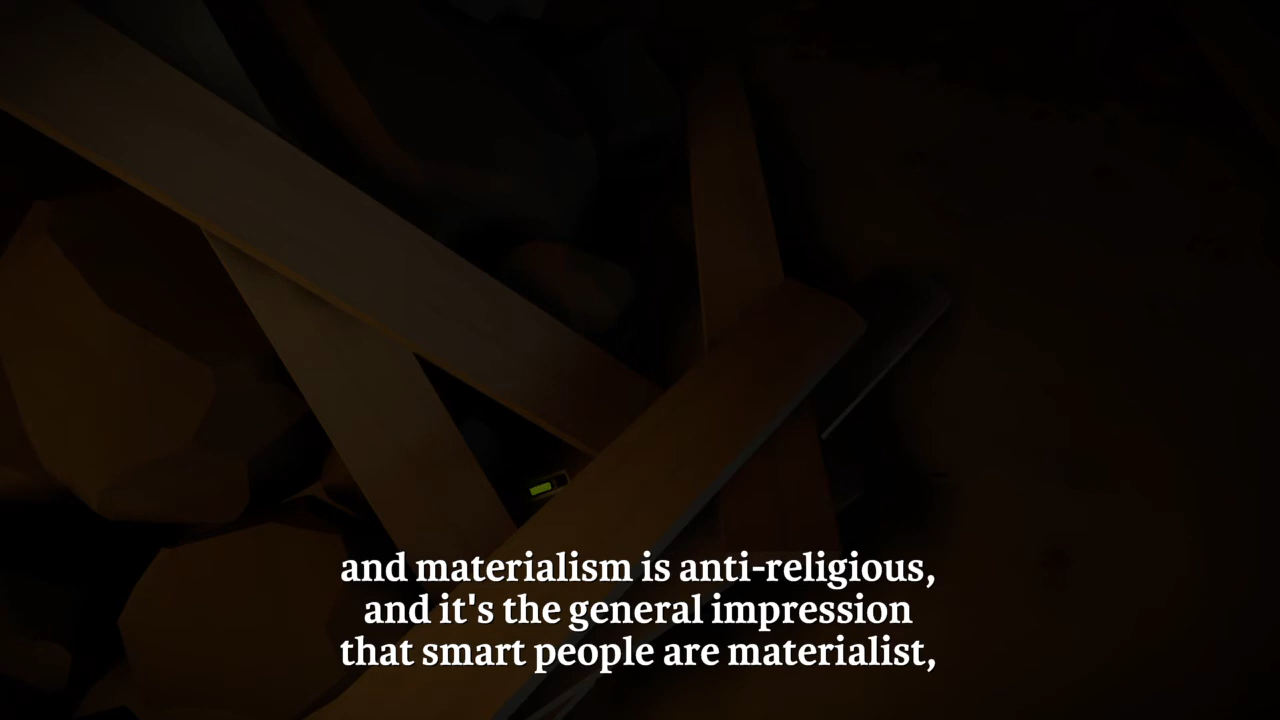 and materialism is anti-religious,
and it's the general impression
that smart people are materialist,